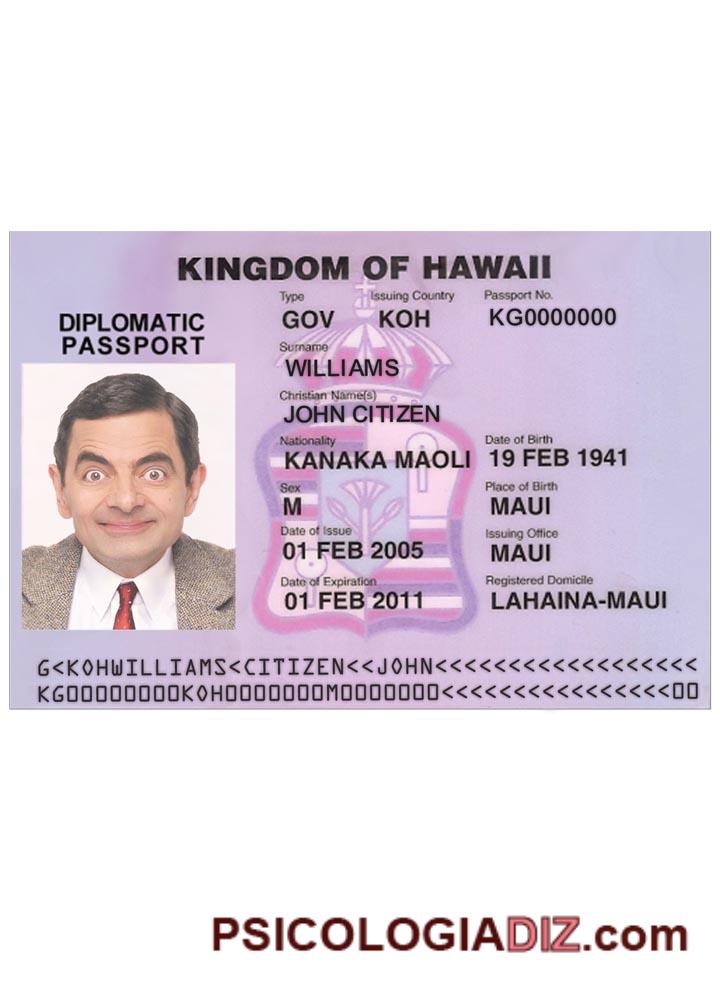 KINGDOM OF HAWAII
DIPLOMATIC
PASSPORT
Type Issuing Country Passport No.
GOV KOH KG0000000
Surname
WILLIAMS
Christian Name(s)
JOHN CITIZEN
Nationality Date of Birth
KANAKA MAOLI 19 FEB 1941
Sex Place of Birth
M MAUI
Date of Issue Issuing Office
01 FEB 2005 MAUI
Date of Expiration Registered Domicile
01 FEB 2011 LAHAINA-MAUI
G<KOHWILLIAMS<CITIZEN<<JOHN<<<<<<<<<<<<<<<<<<
KG00000000KOH0000000M0000000<<<<<<<<<<<<<<<<00
PSICOLOGIADIZ.com